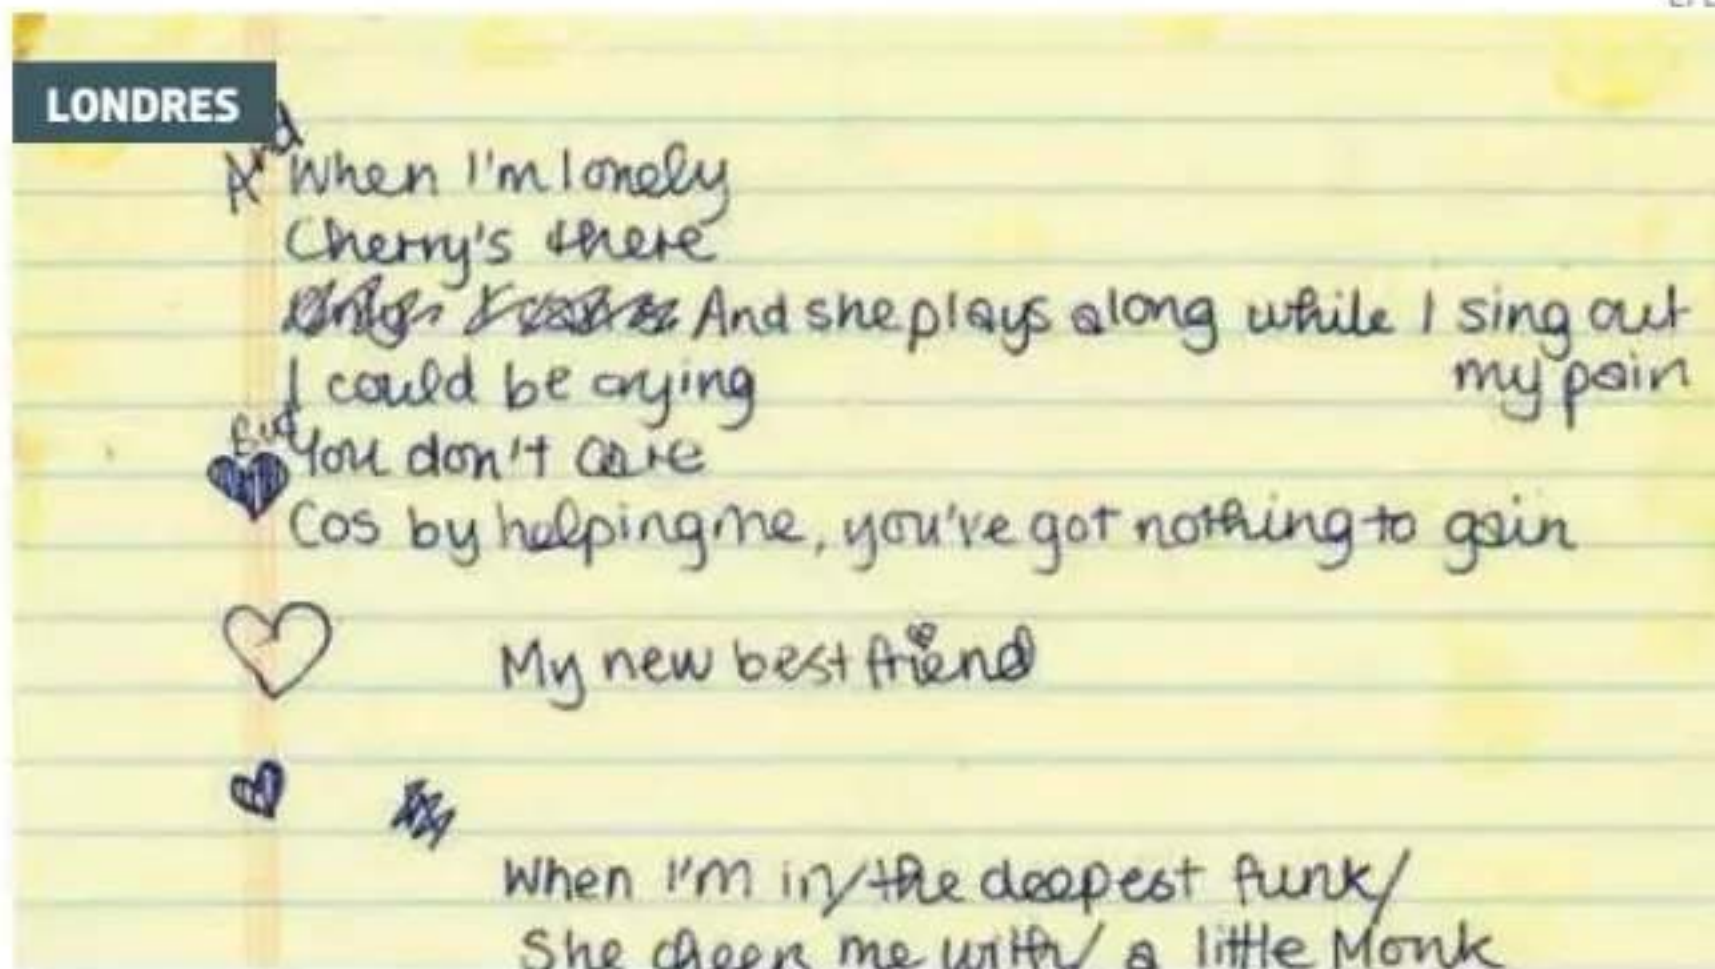 LONDRES
And When I'm lonely
Cherry's there
And she plays along while I sing out
my pain
I could be crying
But You don't care
Cos by helping me, you've got nothing to gain
My new best friend
When I'm in/the deepest funk/
She cheers me with/ a little Monk